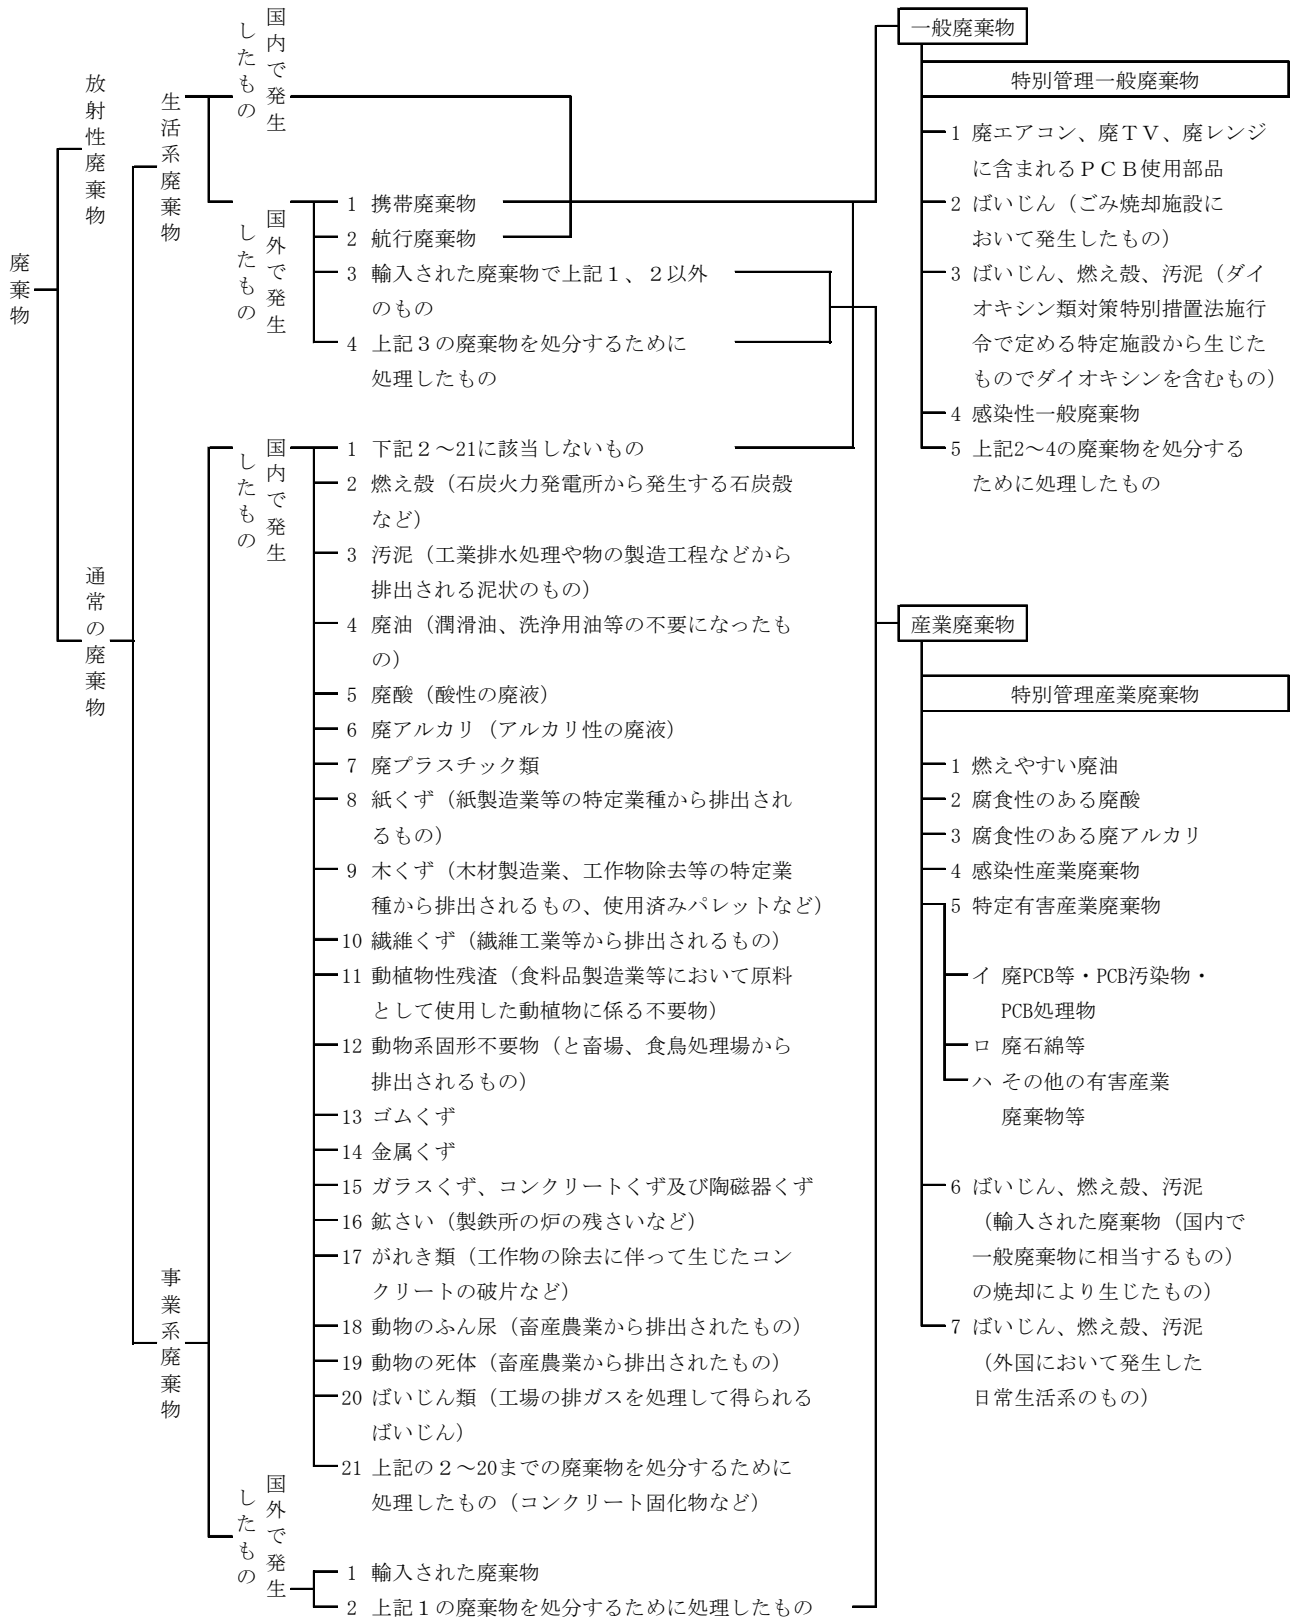 廃棄物
放射性廃棄物
通常の廃棄物
生活系廃棄物
国内で発生
したもの
国外で発生
したもの
1 携帯廃棄物
2 航行廃棄物
3 輸入された廃棄物で上記１、２以外
のもの
4 上記３の廃棄物を処分するために
処理したもの
事業系廃棄物
国内で発生
したもの
1 下記２～21に該当しないもの
2 燃え殻（石炭火力発電所から発生する石炭殻
など）
3 汚泥（工業排水処理や物の製造工程などから
排出される泥状のもの）
4 廃油（潤滑油、洗浄用油等の不要になったも
の）
5 廃酸（酸性の廃液）
6 廃アルカリ（アルカリ性の廃液）
7 廃プラスチック類
8 紙くず（紙製造業等の特定業種から排出され
るもの）
9 木くず（木材製造業、工作物除去等の特定業
種から排出されるもの、使用済みパレットなど）
10 繊維くず（繊維工業等から排出されるもの）
11 動植物性残渣（食料品製造業等において原料
として使用した動植物に係る不要物）
12 動物系固形不要物（と畜場、食鳥処理場から
排出されるもの）
13 ゴムくず
14 金属くず
15 ガラスくず、コンクリートくず及び陶磁器くず
16 鉱さい（製鉄所の炉の残さいなど）
17 がれき類（工作物の除去に伴って生じたコン
クリートの破片など）
18 動物のふん尿（畜産農業から排出されたもの）
19 動物の死体（畜産農業から排出されたもの）
20 ばいじん類（工場の排ガスを処理して得られる
ばいじん）
21 上記の２～20までの廃棄物を処分するために
処理したもの（コンクリート固化物など）
国外で発生
したもの
1 輸入された廃棄物
2 上記１の廃棄物を処分するために処理したもの
一般廃棄物
特別管理一般廃棄物
1 廃エアコン、廃ＴＶ、廃レンジ
に含まれるＰＣＢ使用部品
2 ばいじん（ごみ焼却施設に
おいて発生したもの）
3 ばいじん、燃え殻、汚泥（ダイ
オキシン類対策特別措置法施行
令で定める特定施設から生じた
ものでダイオキシンを含むもの）
4 感染性一般廃棄物
5 上記2～4の廃棄物を処分する
ために処理したもの
産業廃棄物
特別管理産業廃棄物
1 燃えやすい廃油
2 腐食性のある廃酸
3 腐食性のある廃アルカリ
4 感染性産業廃棄物
5 特定有害産業廃棄物
イ 廃PCB等・PCB汚染物・
PCB処理物
ロ 廃石綿等
ハ その他の有害産業
廃棄物等
6 ばいじん、燃え殻、汚泥
（輸入された廃棄物（国内で
一般廃棄物に相当するもの）
の焼却により生じたもの）
7 ばいじん、燃え殻、汚泥
（外国において発生した
日常生活系のもの）